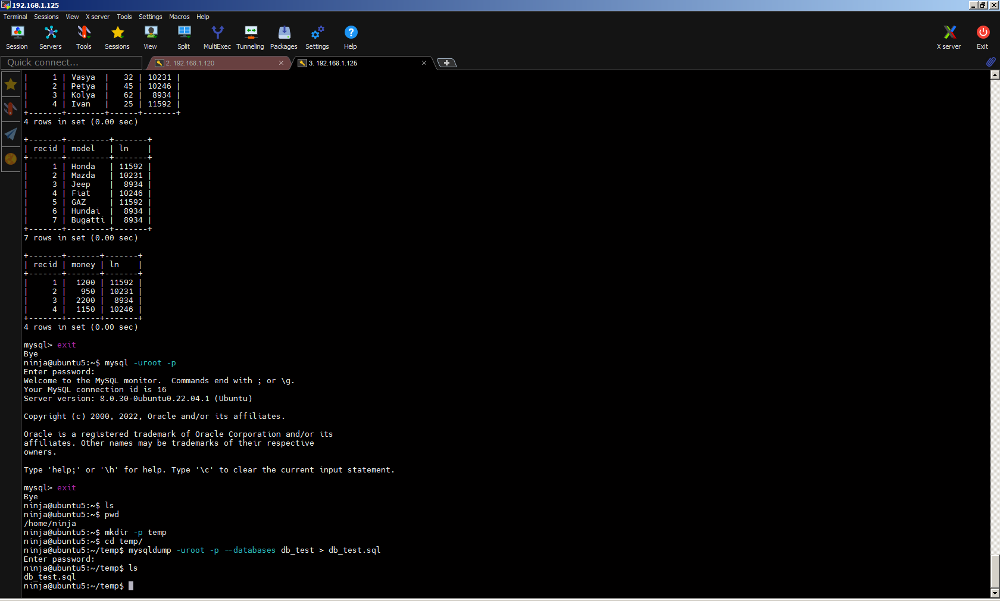 192.168.1.125
Terminal Sessions View X server Tools Settings Macros Help
Session Servers Tools Sessions View Split MultiExec Tunneling Packages Settings Help X server Exit
Quick connect... 2. 192.168.1.120 3. 192.168.1.125
|     1 | Vasya  |   32 | 10231 |
|     2 | Petya  |   45 | 10246 |
|     3 | Kolya  |   62 |  8934 |
|     4 | Ivan   |   25 | 11592 |
+-------+--------+------+-------+
4 rows in set (0.00 sec)
+-------+---------+-------+
| recid | model   | ln    |
+-------+---------+-------+
|     1 | Honda   | 11592 |
|     2 | Mazda   | 10231 |
|     3 | Jeep    |  8934 |
|     4 | Fiat    | 10246 |
|     5 | GAZ     | 11592 |
|     6 | Hundai  |  8934 |
|     7 | Bugatti |  8934 |
+-------+---------+-------+
7 rows in set (0.00 sec)
+-------+-------+-------+
| recid | money | ln    |
+-------+-------+-------+
|     1 |  1200 | 11592 |
|     2 |   950 | 10231 |
|     3 |  2200 |  8934 |
|     4 |  1150 | 10246 |
+-------+-------+-------+
4 rows in set (0.00 sec)
mysql> exit
Bye
ninja@ubuntu5:~$ mysql -uroot -p
Enter password:
Welcome to the MySQL monitor.  Commands end with ; or \g.
Your MySQL connection id is 16
Server version: 8.0.30-0ubuntu0.22.04.1 (Ubuntu)
Copyright (c) 2000, 2022, Oracle and/or its affiliates.
Oracle is a registered trademark of Oracle Corporation and/or its
affiliates. Other names may be trademarks of their respective
owners.
Type 'help;' or '\h' for help. Type '\c' to clear the current input statement.
mysql> exit
Bye
ninja@ubuntu5:~$ ls
ninja@ubuntu5:~$ pwd
/home/ninja
ninja@ubuntu5:~$ mkdir -p temp
ninja@ubuntu5:~$ cd temp/
ninja@ubuntu5:~/temp$ mysqldump -uroot -p --databases db_test > db_test.sql
Enter password:
ninja@ubuntu5:~/temp$ ls
db_test.sql
ninja@ubuntu5:~/temp$